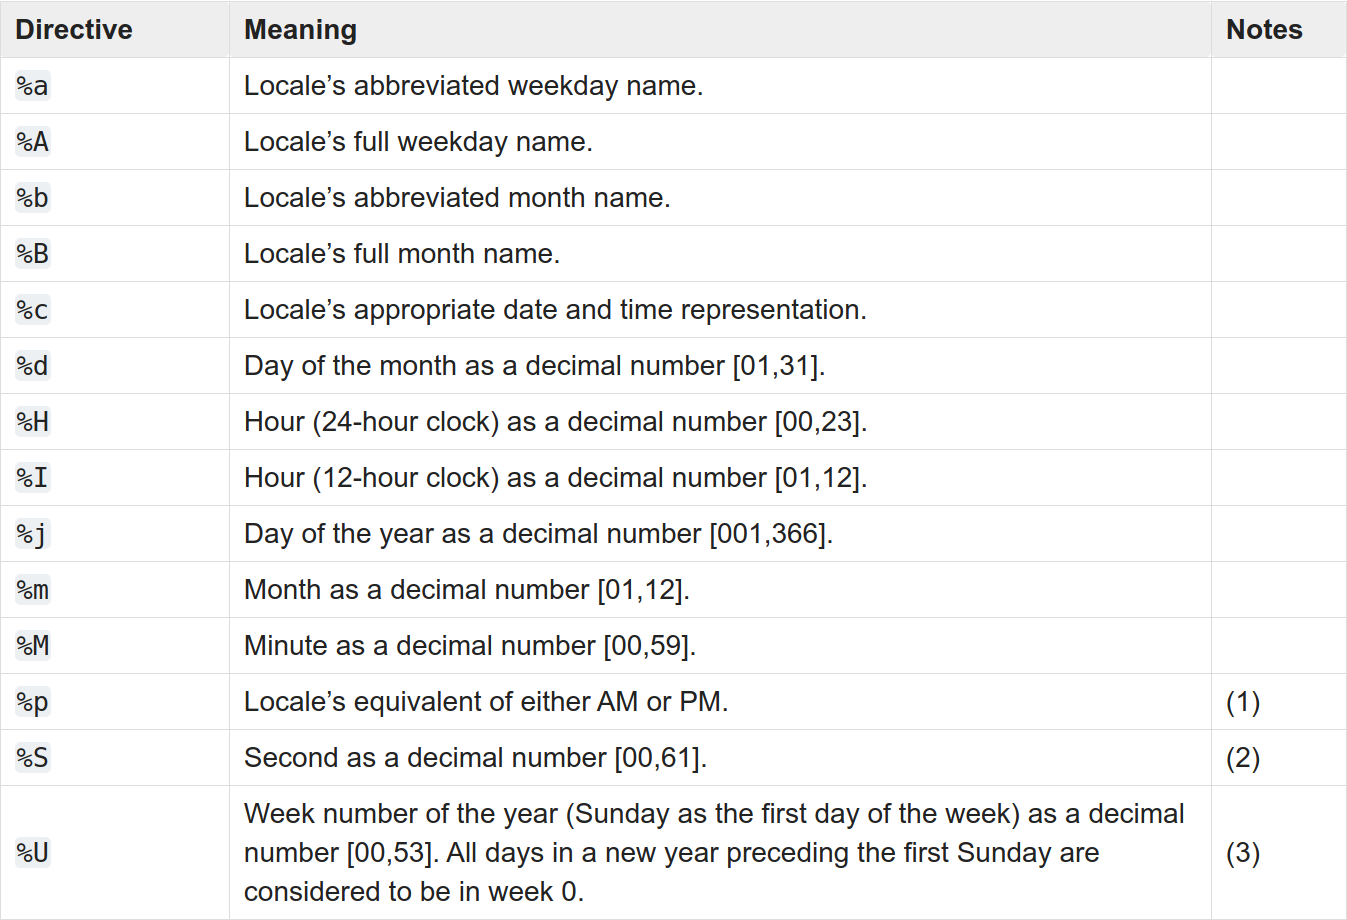 Directive Meaning Notes
%a Locale’s abbreviated weekday name.
%A Locale’s full weekday name.
%b Locale’s abbreviated month name.
%B Locale’s full month name.
%c Locale’s appropriate date and time representation.
%d Day of the month as a decimal number [01,31].
%H Hour (24-hour clock) as a decimal number [00,23].
%I Hour (12-hour clock) as a decimal number [01,12].
%j Day of the year as a decimal number [001,366].
%m Month as a decimal number [01,12].
%M Minute as a decimal number [00,59].
%p Locale’s equivalent of either AM or PM. (1)
%S Second as a decimal number [00,61]. (2)
Week number of the year (Sunday as the first day of the week) as a decimal
%U number [00,53]. All days in a new year preceding the first Sunday are (3)
considered to be in week 0.